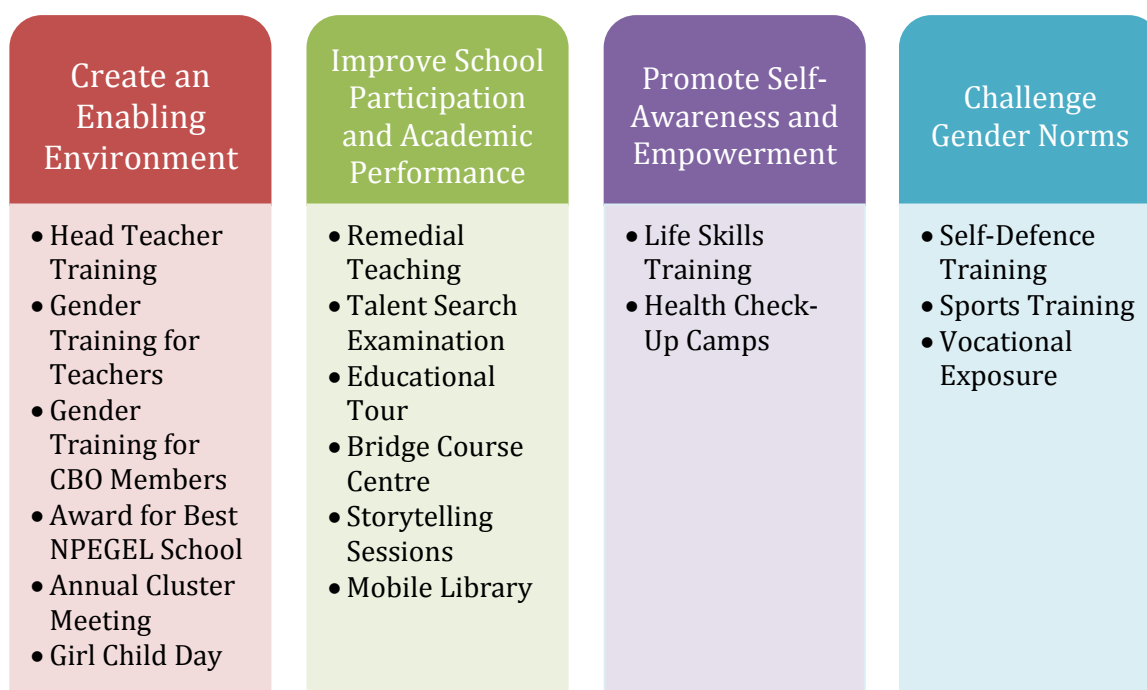 Create an
Enabling
Environment
• Head Teacher
Training
• Gender
Training for
Teachers
• Gender
Training for
CBO Members
• Award for Best
NPEGEL School
• Annual Cluster
Meeting
• Girl Child Day
Improve School
Participation
and Academic
Performance
• Remedial
Teaching
• Talent Search
Examination
• Educational
Tour
• Bridge Course
Centre
• Storytelling
Sessions
• Mobile Library
Promote Self-
Awareness and
Empowerment
• Life Skills
Training
• Health Check-
Up Camps
Challenge
Gender Norms
• Self-Defence
Training
• Sports Training
• Vocational
Exposure